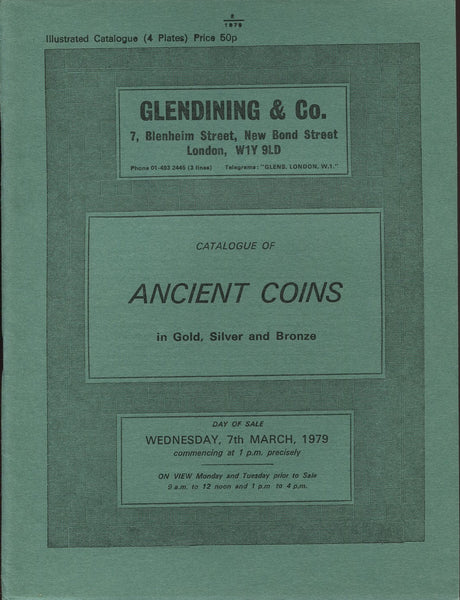 8
1979
Illustrated Catalogue (4 Plates) Price 50p
GLENDINING & Co.
7, Blenheim Street, New Bond Street
London, W1Y 9LD
Phone 01-493 2445 (3 lines) Telegrams: "GLENS. LONDON, W.1."
CATALOGUE OF
ANCIENT COINS
in Gold, Silver and Bronze
DAY OF SALE
WEDNESDAY, 7th MARCH, 1979
commencing at 1 p.m. precisely
ON VIEW Monday and Tuesday prior to Sale
9 a.m. to 12 noon and 1 p.m to 4 p.m.